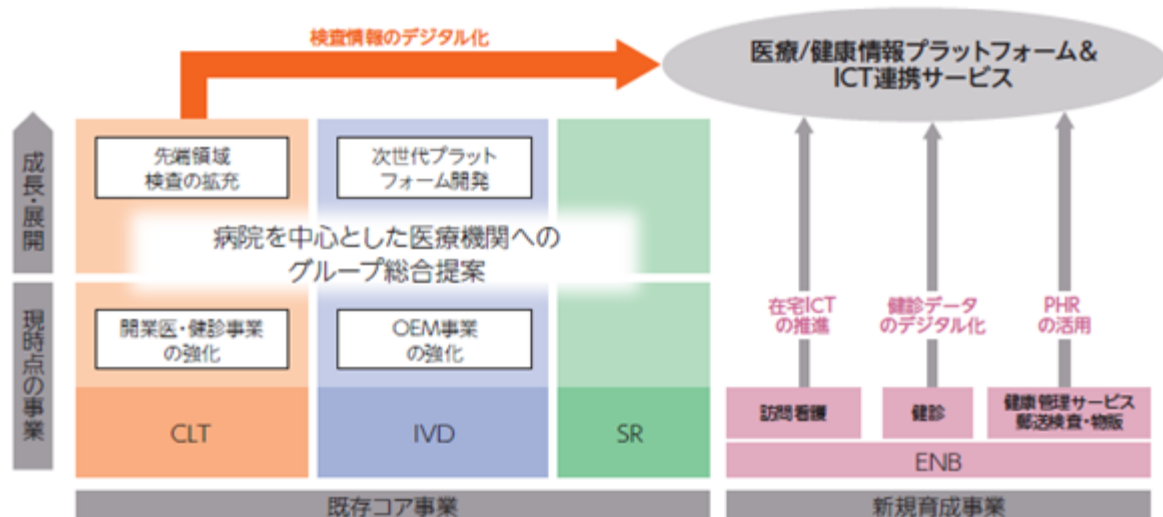 検査情報のデジタル化
医療/健康情報プラットフォーム&
ICT連携サービス
成長・展開
先端領域
検査の拡充
次世代プラット
フォーム開発
病院を中心とした医療機関への
グループ総合提案
現時点の事業
開業医・健診事業
の強化
OEM事業
の強化
在宅ICT
の推進
健診データ
のデジタル化
PHR
の活用
訪問看護
健診
健康管理サービス
郵送検査・物販
CLT
IVD
SR
ENB
既存コア事業
新規育成事業